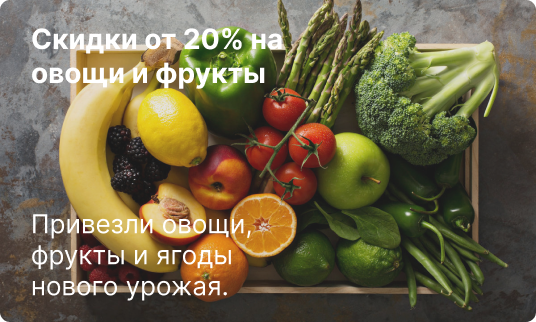 Скидки от 20% на
овощи и фрукты
Привезли овощи,
фрукты и ягоды
нового урожая.